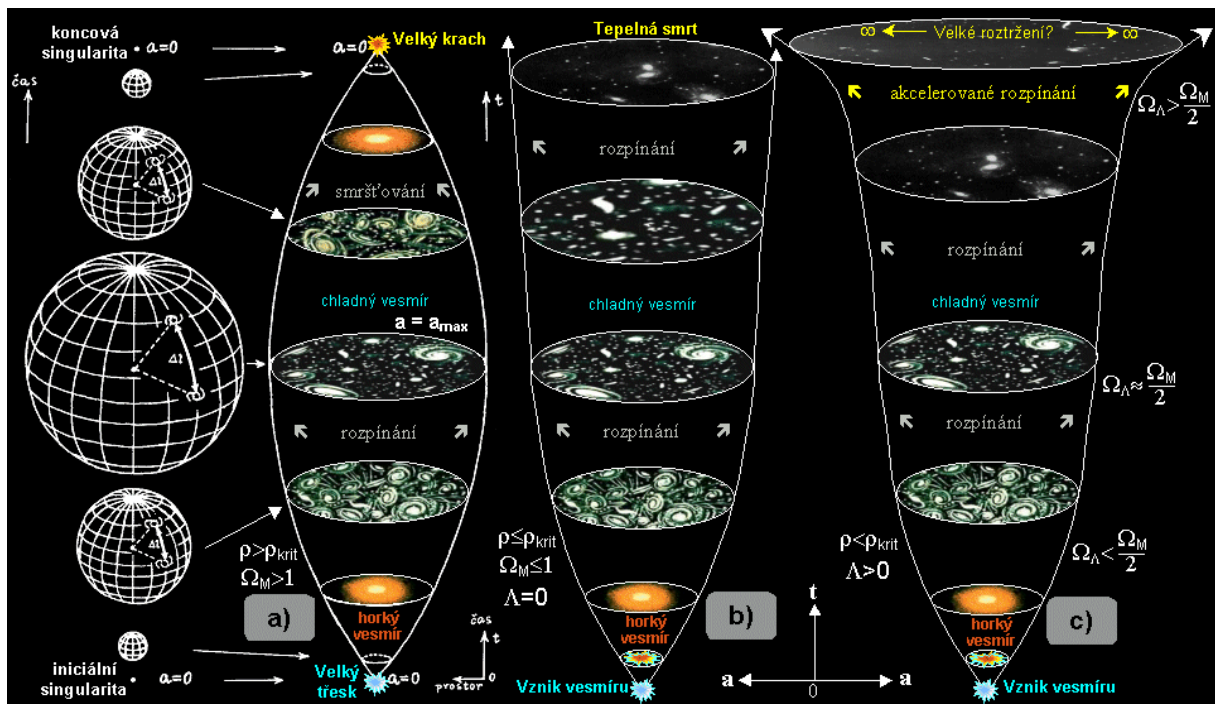 koncová
singularita
a=0
čas
Δl
Δl
Δl
iniciální
singularita
a=0
a=0
Velký krach
smršťování
chladný vesmír
a = amax
rozpínání
ρ>ρkrit
ΩM>1
a)
horký
vesmír
Velký
třesk
a=0
čas
t
prostor
0
Tepelná smrt
t
rozpínání
chladný vesmír
rozpínání
ρ≤ρkrit
ΩM≤1
Λ=0
b)
horký
vesmír
Vznik vesmíru
t
a
0
a
∞ Velké roztržení? ∞
akcelerované rozpínání
ΩΛ>ΩM/2
rozpínání
chladný vesmír
ΩΛ≈ΩM/2
rozpínání
ρ<ρkrit
Λ>0
ΩΛ<ΩM/2
c)
horký
vesmír
Vznik vesmíru